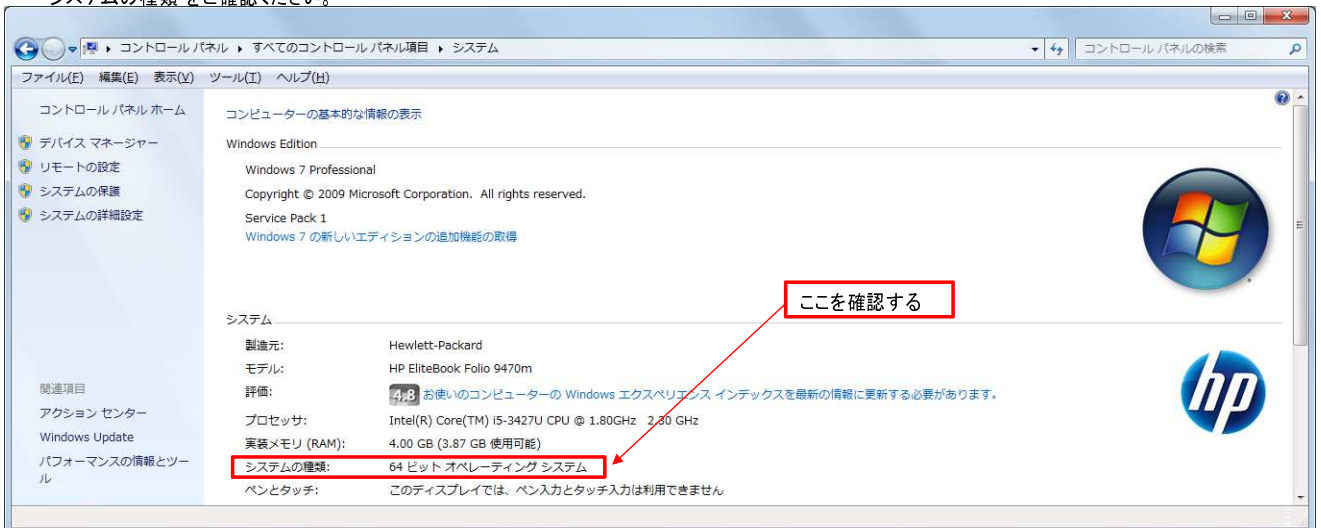 システムの種類 をご確認ください。
コントロール パネル ▸ すべてのコントロール パネル項目 ▸ システム
コントロール パネルの検索
ファイル(F) 編集(E) 表示(V) ツール(T) ヘルプ(H)
コントロール パネル ホーム
デバイス マネージャー
リモートの設定
システムの保護
システムの詳細設定
コンピューターの基本的な情報の表示
Windows Edition
Windows 7 Professional
Copyright © 2009 Microsoft Corporation. All rights reserved.
Service Pack 1
Windows 7 の新しいエディションの追加機能の取得
ここを確認する
システム
製造元: Hewlett-Packard
モデル: HP EliteBook Folio 9470m
評価: 4.8 お使いのコンピューターの Windows エクスペリエンス インデックスを最新の情報に更新する必要があります。
プロセッサ: Intel(R) Core(TM) i5-3427U CPU @ 1.80GHz 2.30 GHz
実装メモリ (RAM): 4.00 GB (3.87 GB 使用可能)
システムの種類: 64 ビット オペレーティング システム
ペンとタッチ: このディスプレイでは、ペン入力とタッチ入力は利用できません
hp
関連項目
アクション センター
Windows Update
パフォーマンスの情報とツー
ル